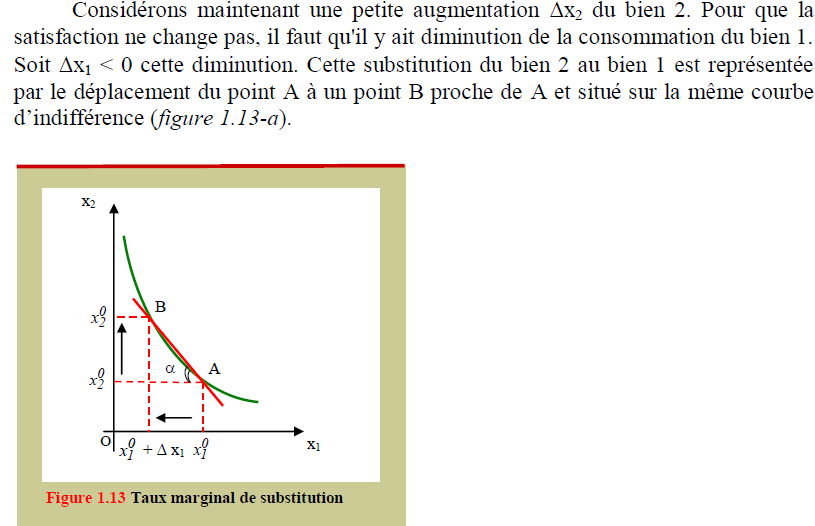 Considérons maintenant une petite augmentation Δx₂ du bien 2. Pour que la
satisfaction ne change pas, il faut qu'il y ait diminution de la consommation du bien 1.
Soit Δx₁ < 0 cette diminution. Cette substitution du bien 2 au bien 1 est représentée
par le déplacement du point A à un point B proche de A et situé sur la même courbe
d’indifférence (figure 1.13-a).
x₂
B
x₂⁰
α A
x₂⁰
O x₁⁰ + Δ x₁ x₁⁰ x₁
Figure 1.13 Taux marginal de substitution